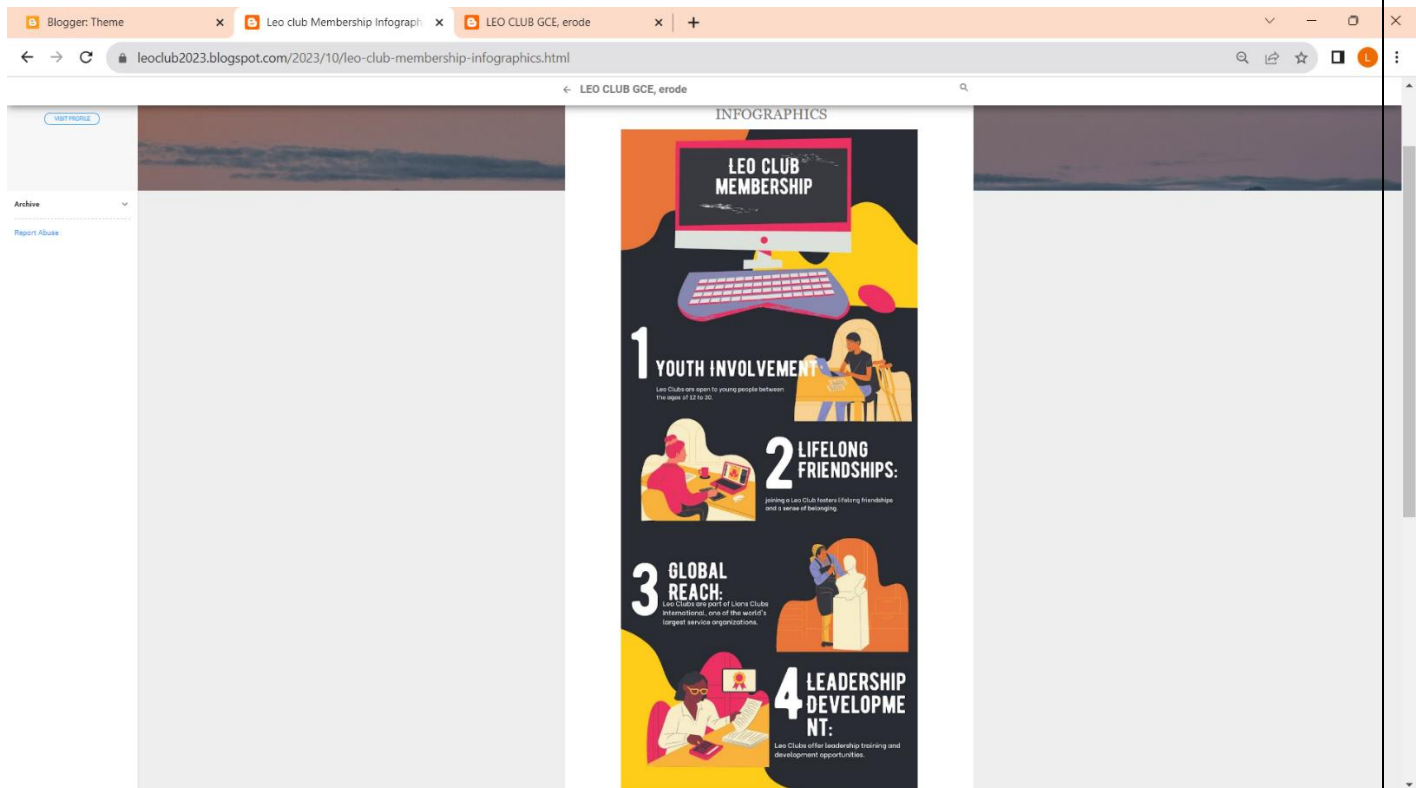 Blogger: Theme
Leo club Membership Infograph
LEO CLUB GCE, erode
leoclub2023.blogspot.com/2023/10/leo-club-membership-infographics.html
L
LEO CLUB GCE, erode
VISIT PROFILE
INFOGRAPHICS
Archive
Report Abuse
LEO CLUB
MEMBERSHIP
1
YOUTH INVOLVEMENT
Leo Clubs are open to young people between
the ages of 12 to 30.
2
LIFELONG
FRIENDSHIPS:
joining a Leo Club fosters lifelong friendships
and a sense of belonging.
3
GLOBAL
REACH:
Leo Clubs are part of Lions Clubs
International, one of the world's
largest service organizations.
4
LEADERSHIP
DEVELOPME
NT:
Leo Clubs offer leadership training and
development opportunities.